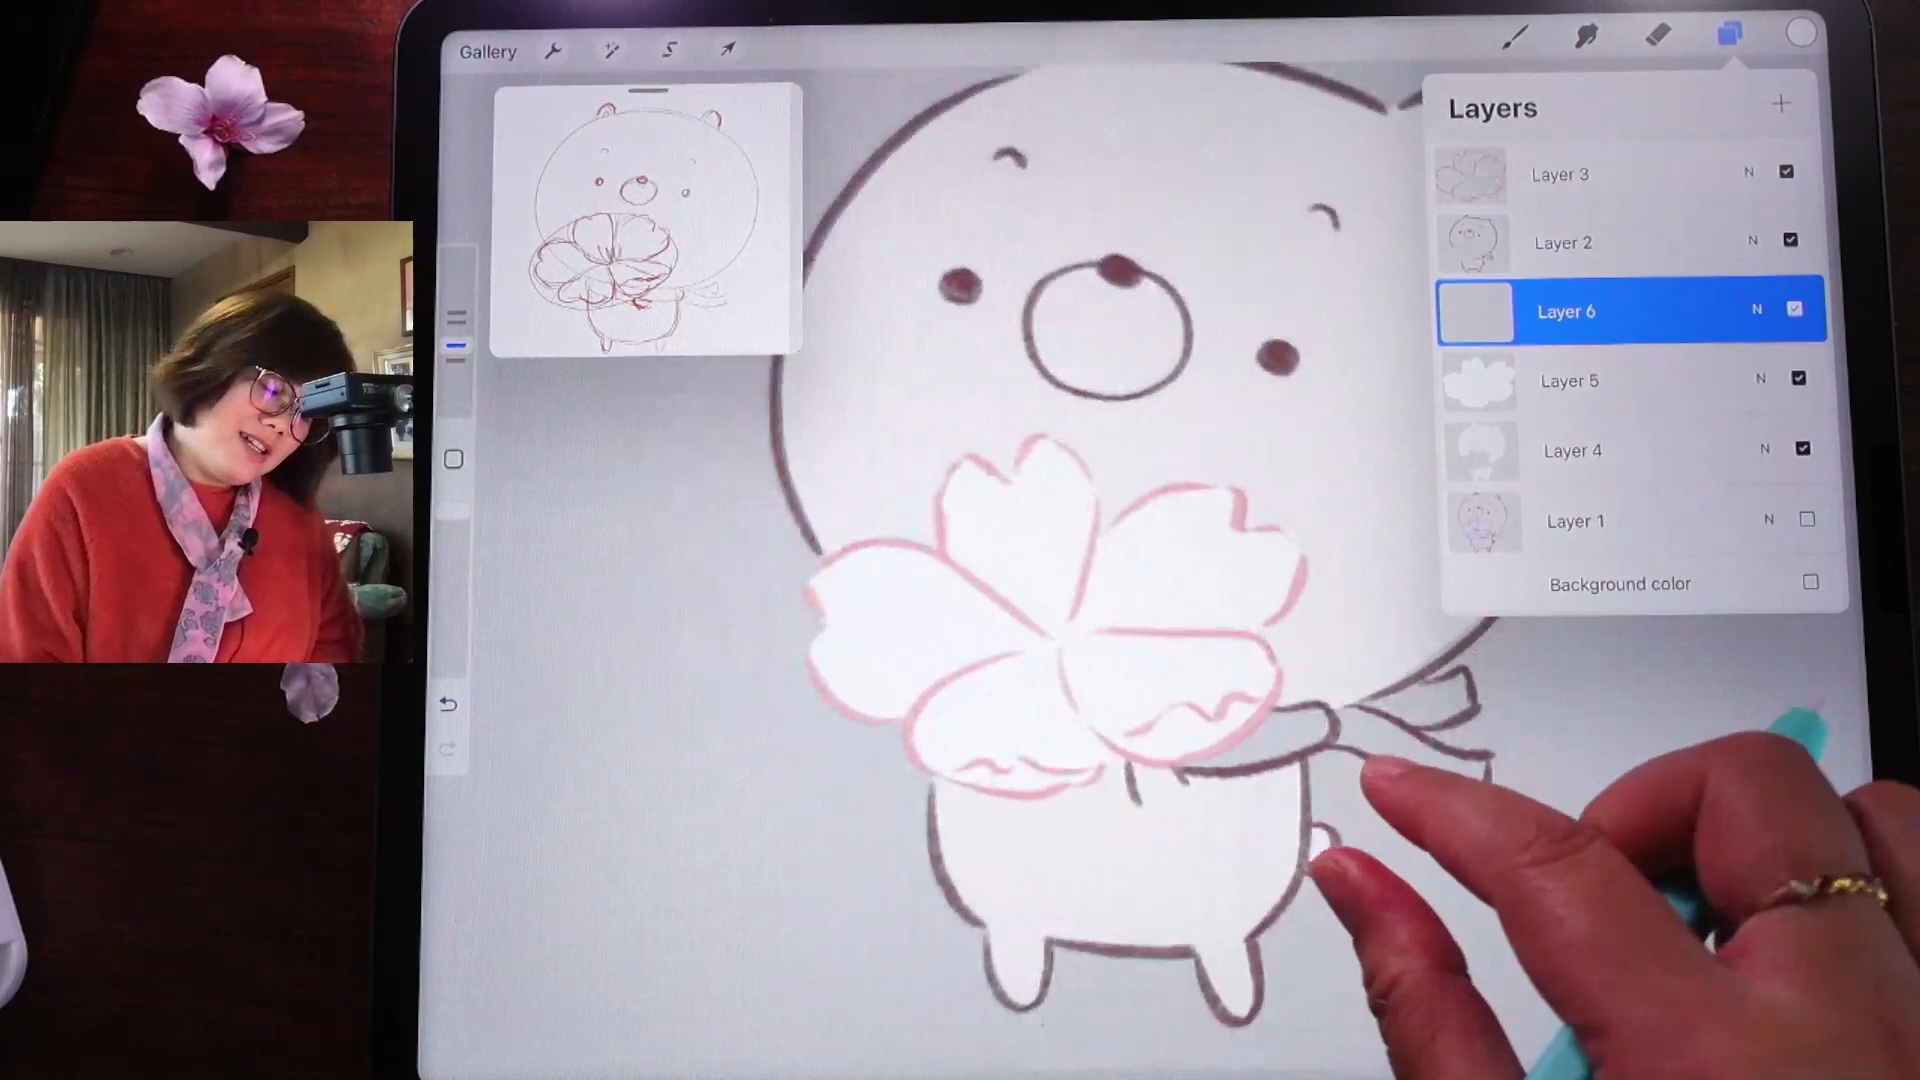 Gallery
Layers
Layer 3 N
Layer 2 N
Layer 6 N
Layer 5 N
Layer 4 N
Layer 1 N
Background color